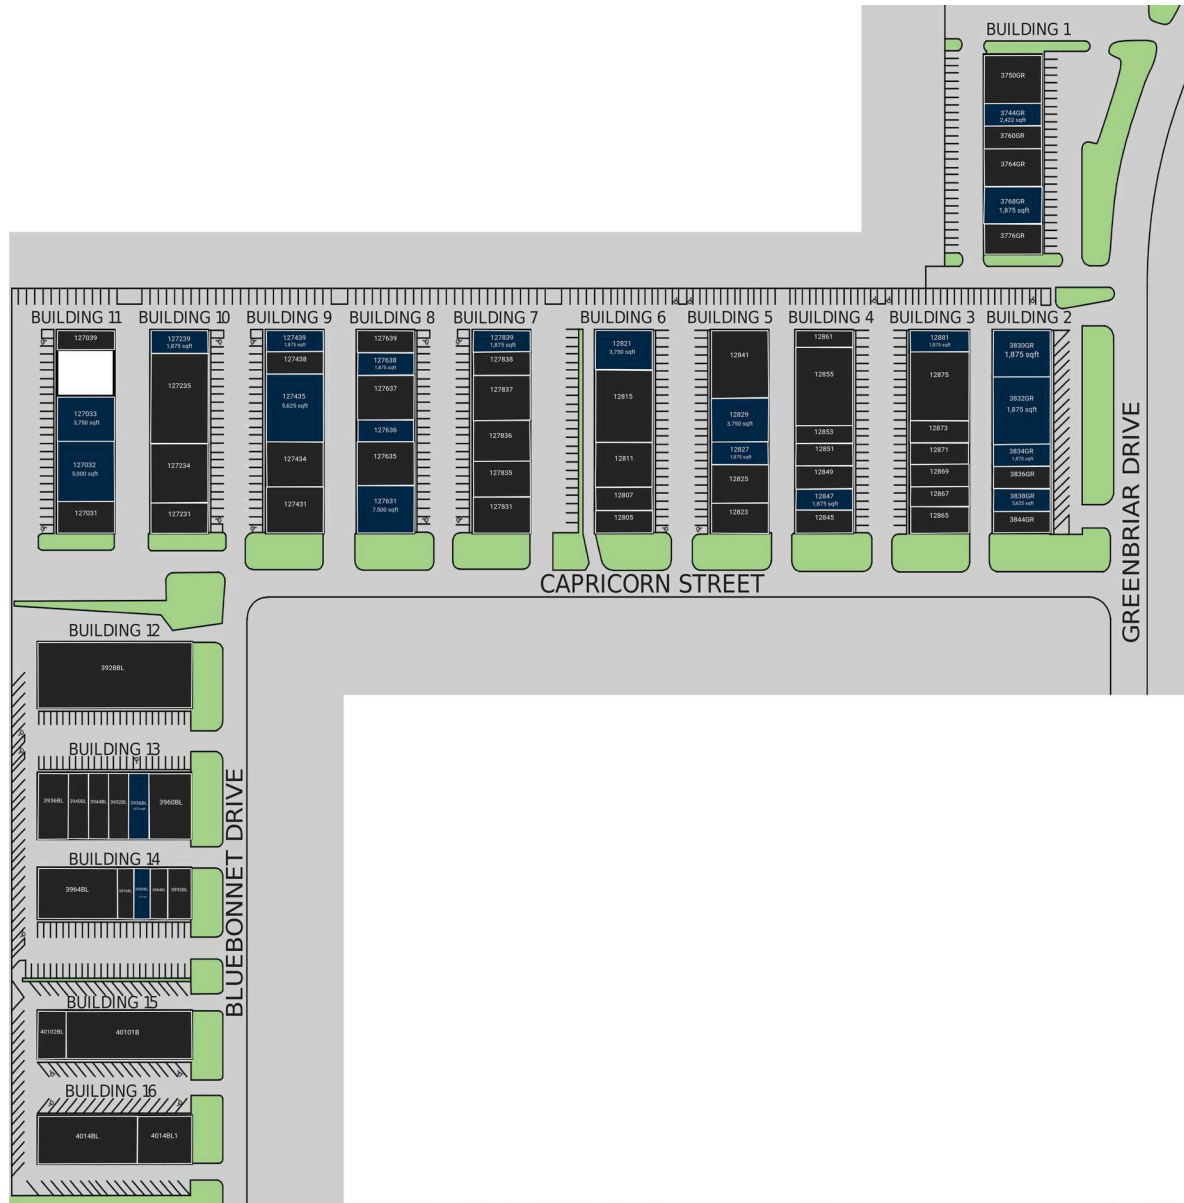 BUILDING 1
3750GR
3744GR
2,422 sqft
3760GR
3764GR
3768GR
1,875 sqft
3776GR
BUILDING 11
127039
127033
3,750 sqft
127032
5,000 sqft
127031
BUILDING 10
127239
1,875 sqft
127235
127234
127231
BUILDING 9
127439
1,875 sqft
127438
127435
5,625 sqft
127434
127431
BUILDING 8
127639
127638
1,875 sqft
127637
127636
127635
127631
7,500 sqft
BUILDING 7
127839
1,875 sqft
127838
127837
127836
127835
127831
BUILDING 6
12821
3,750 sqft
12815
12811
12807
12805
BUILDING 5
12841
12829
3,750 sqft
12827
1,875 sqft
12825
12823
BUILDING 4
12861
12855
12853
12851
12849
12847
1,875 sqft
12845
BUILDING 3
12881
1,875 sqft
12875
12873
12871
12869
12867
12865
BUILDING 2
3830GR
1,875 sqft
3832GR
1,875 sqft
3834GR
1,875 sqft
3836GR
3838GR
5,625 sqft
3844GR
GREENBRIAR DRIVE
CAPRICORN STREET
BUILDING 12
3928BL
BUILDING 13
3936BL
3940BL
3944BL
3952BL
3956BL
3960BL
BLUEBONNET DRIVE
BUILDING 14
3964BL
3992BL
BUILDING 15
40102BL
40101B
BUILDING 16
4014BL
4014BL1